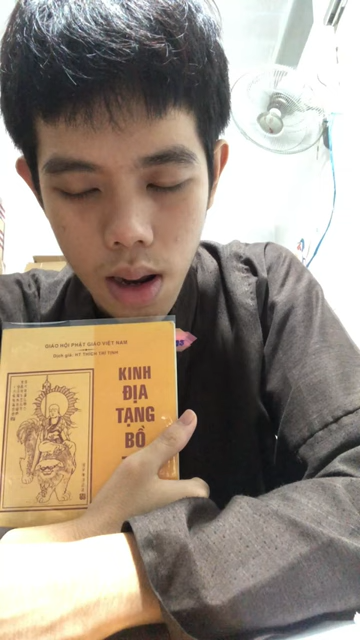 GIÁO HỘI PHẬT GIÁO VIỆT NAM
Dịch giả: HT THÍCH TRÍ TỊNH
KINH
ĐỊA
TẠNG
BỒ